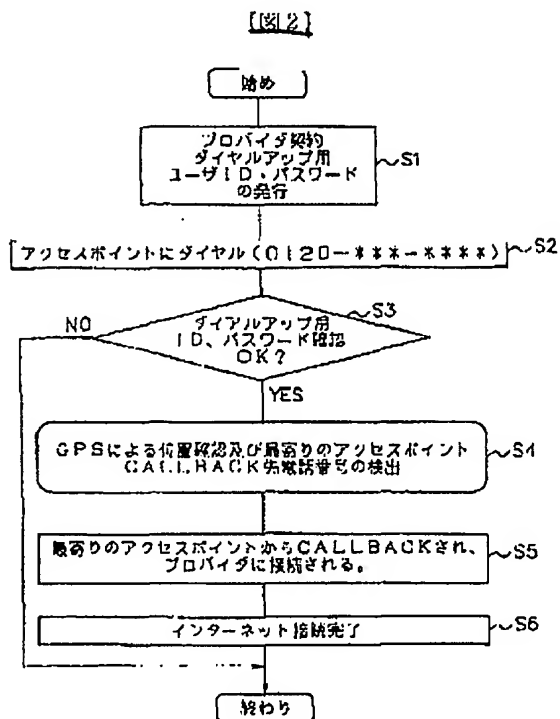 [図2]
始め
プロバイダ契約
ダイヤルアップ用
ユーザID・パスワード
の発行
S1
アクセスポイントにダイヤル(0120-***-****)
S2
S3
NO
ダイアルアップ用
ID、パスワード確認
OK?
YES
GPSによる位置確認及び最寄りのアクセスポイント
CALLBACK先電話番号の検出
S4
最寄りのアクセスポイントからCALLBACKされ、
プロバイダに接続される。
S5
インターネット接続完了
S6
終わり